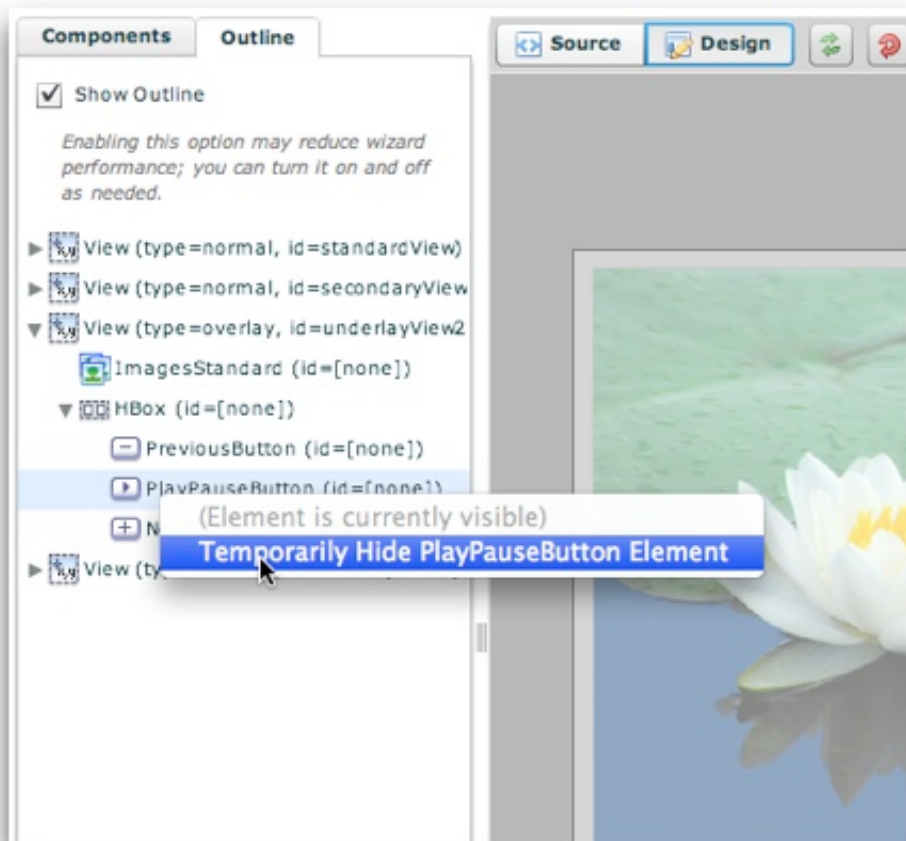 Components
Outline
Source
Design
Show Outline
Enabling this option may reduce wizard
performance; you can turn it on and off
as needed.
View (type=normal, id=standardView)
View (type=normal, id=secondaryView
View (type=overlay, id=underlayView2
ImagesStandard (id=[none])
HBox (id=[none])
PreviousButton (id=[none])
PlayPauseButton (id=[none])
(Element is currently visible)
Temporarily Hide PlayPauseButton Element
View (ty